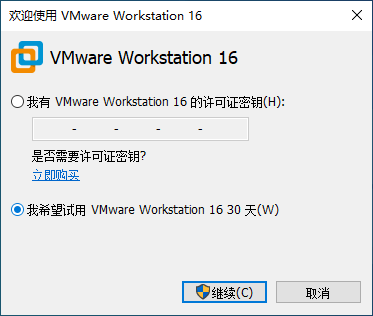 欢迎使用 VMware Workstation 16
VMware Workstation 16
我有 VMware Workstation 16 的许可证密钥(H):
- - - -
是否需要许可证密钥?
立即购买
我希望试用 VMware Workstation 16 30 天(W)
继续(C) 取消